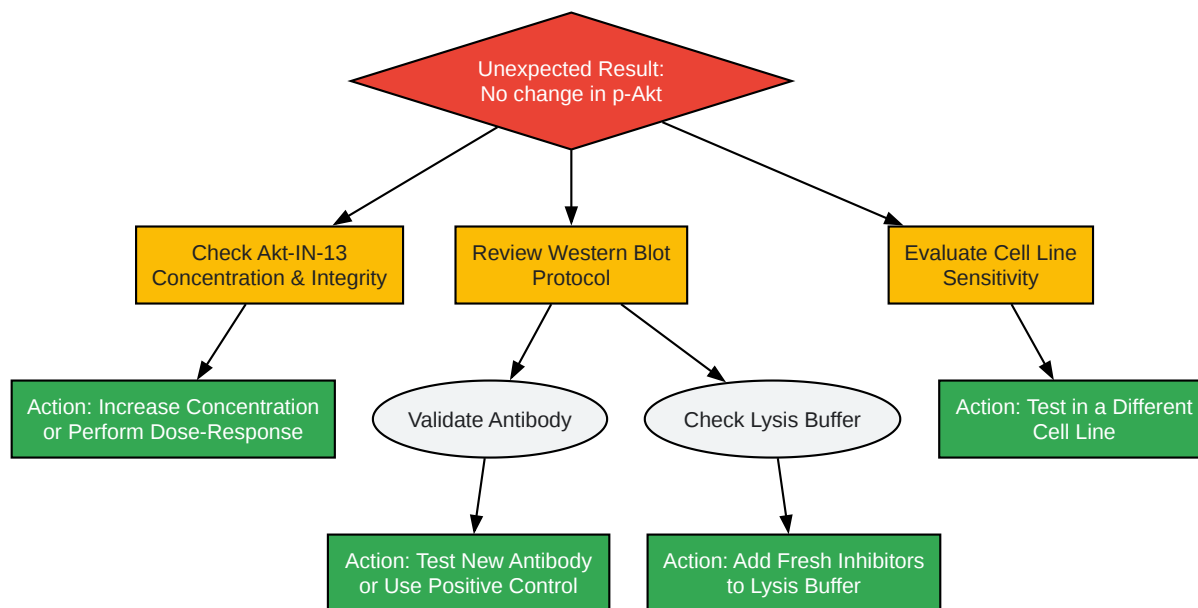 Unexpected Result:
No change in p-Akt
Check Akt-IN-13
Concentration & Integrity
Review Western Blot
Protocol
Evaluate Cell Line
Sensitivity
Action: Increase Concentration
or Perform Dose-Response
Validate Antibody
Check Lysis Buffer
Action: Test in a Different
Cell Line
Action: Test New Antibody
or Use Positive Control
Action: Add Fresh Inhibitors
to Lysis Buffer